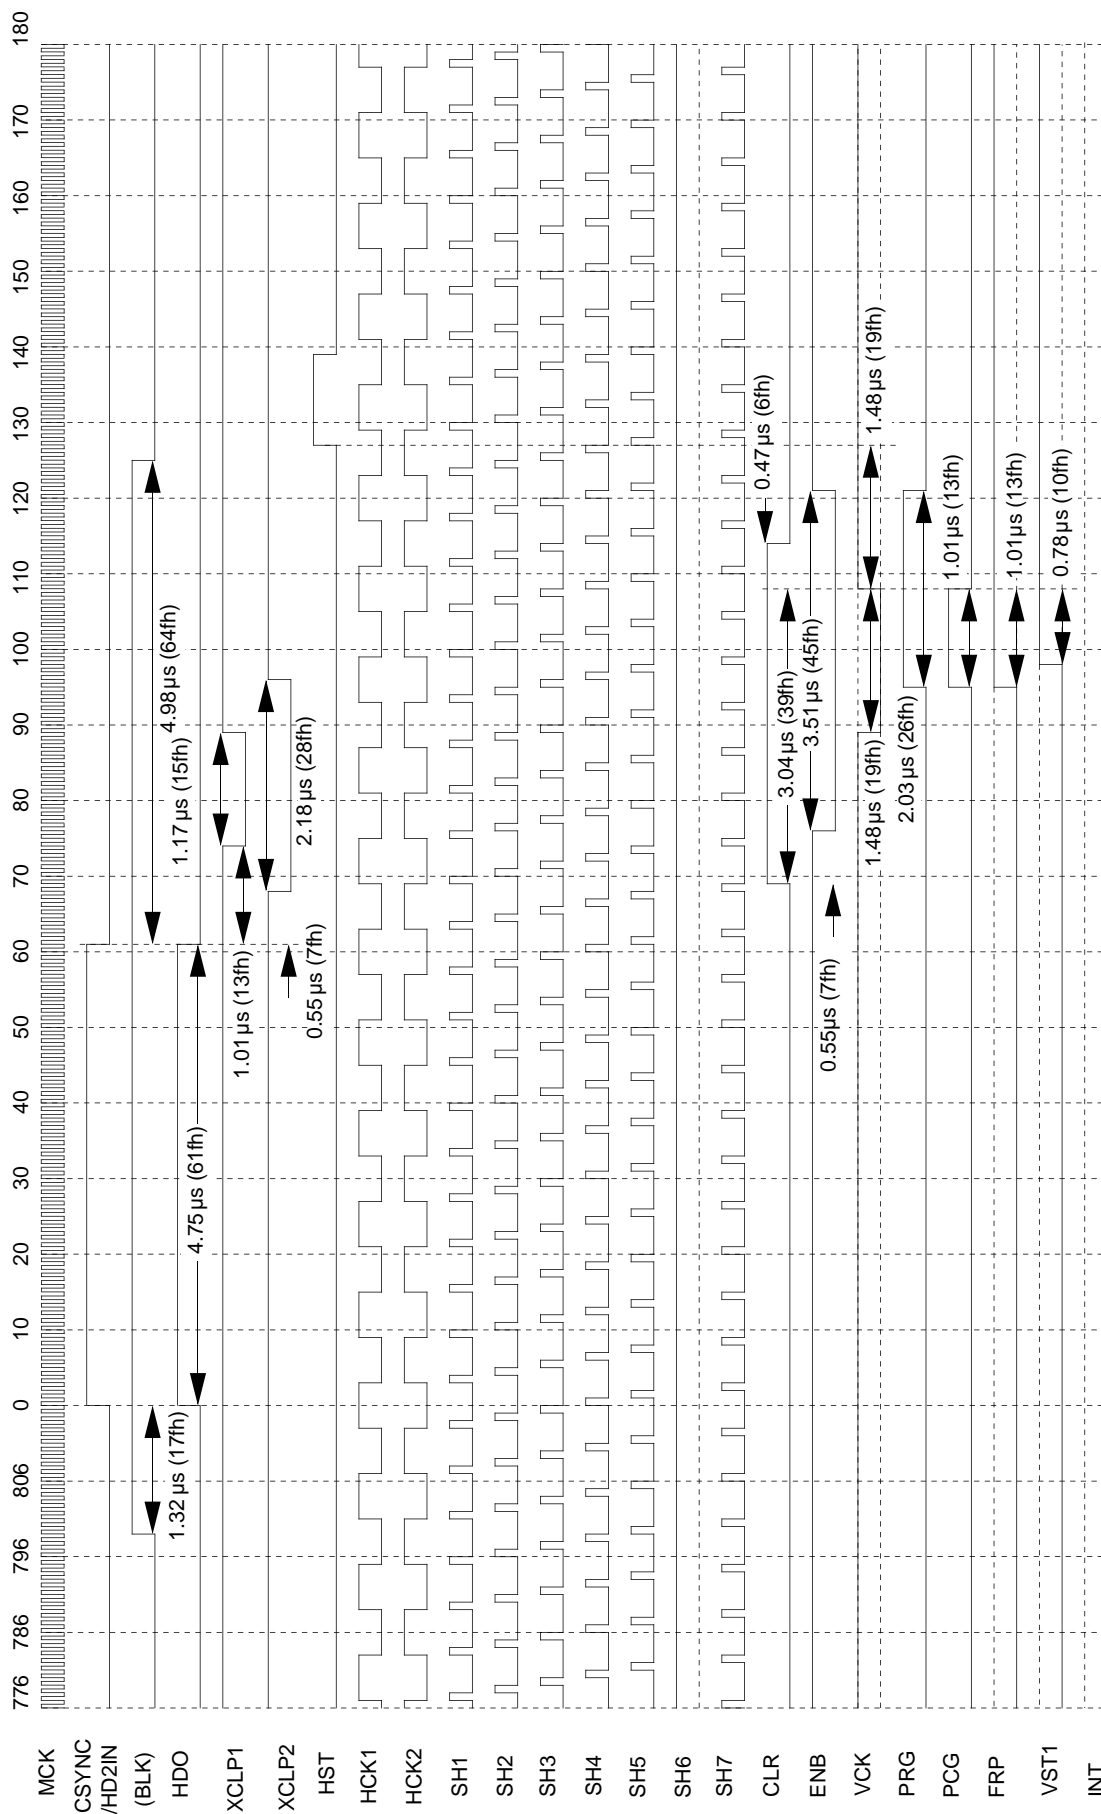 776 786 796 806 0 10 20 30 40 50 60 70 80 90 100 110 120 130 140 150 160 170 180
MCK
CSYNC
/HD2IN
(BLK)
1.32µs (17fh)
4.98µs (64fh)
HDO
4.75µs (61fh)
1.17µs (15fh)
XCLP1
1.01µs (13fh)
XCLP2
2.18µs (28fh)
0.55µs (7fh)
HST
HCK1
HCK2
SH1
SH2
SH3
SH4
SH5
SH6
SH7
CLR
0.47µs (6fh)
3.04µs (39fh)
ENB
3.51µs (45fh)
0.55µs (7fh)
VCK
1.48µs (19fh)
1.48µs (19fh)
PRG
2.03µs (26fh)
PCG
1.01µs (13fh)
FRP
1.01µs (13fh)
VST1
0.78µs (10fh)
INT